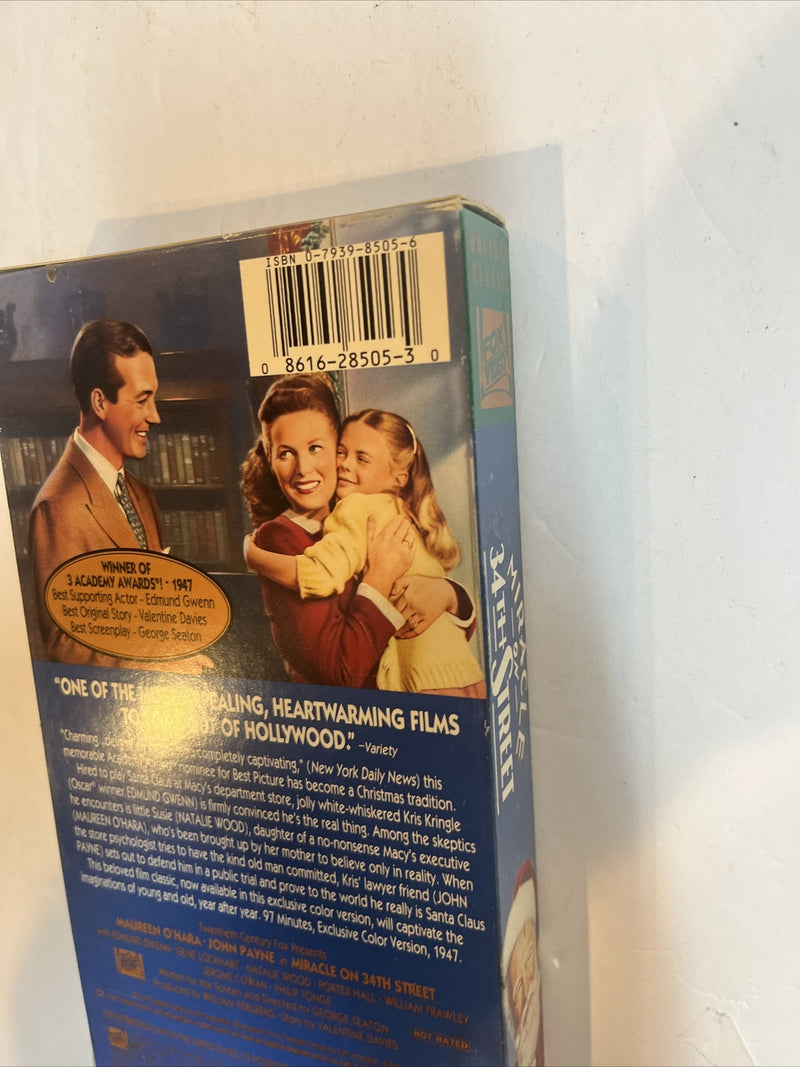 ISBN 0-7939-8505-6
0 8616-28505-3 0
FOX
VIDEO
MIRACLE
ON
34TH STREET
WINNER OF
3 ACADEMY AWARDS®! - 1947
Best Supporting Actor - Edmund Gwenn
Best Original Story - Valentine Davies
Best Screenplay - George Seaton
"ONE OF THE MOST APPEALING, HEARTWARMING FILMS
TO OF HOLLYWOOD." -Variety
"Charming completely captivating," (New York Daily News) this
memorable nominee for Best Picture has become a Christmas tradition.
Hired to play Santa Claus at Macy's department store, jolly white-whiskered Kris Kringle
(Oscar® winner EDMUND GWENN) is firmly convinced he's the real thing. Among the skeptics
he encounters is little Susie (NATALIE WOOD), daughter of a no-nonsense Macy's executive
(MAUREEN O'HARA), who's been brought up by her mother to believe only in reality. When
the store psychologist tries to have the kind old man committed, Kris' lawyer friend (JOHN
PAYNE) sets out to defend him in a public trial and prove to the world he really is Santa Claus
This beloved film classic, now available in this exclusive color version, will captivate the
imaginations of young and old, year after year. 97 Minutes, Exclusive Color Version, 1947.
Twentieth Century Fox Presents
MAUREEN O'HARA · JOHN PAYNE in MIRACLE ON 34TH STREET
with EDMUND GWENN · GENE LOCKHART · NATALIE WOOD · PORTER HALL · WILLIAM FRAWLEY
JEROME COWAN · PHILIP TONGE
Written for the Screen and Directed by GEORGE SEATON
Produced by WILLIAM PERLBERG · Story by VALENTINE DAVIES
NOT RATED